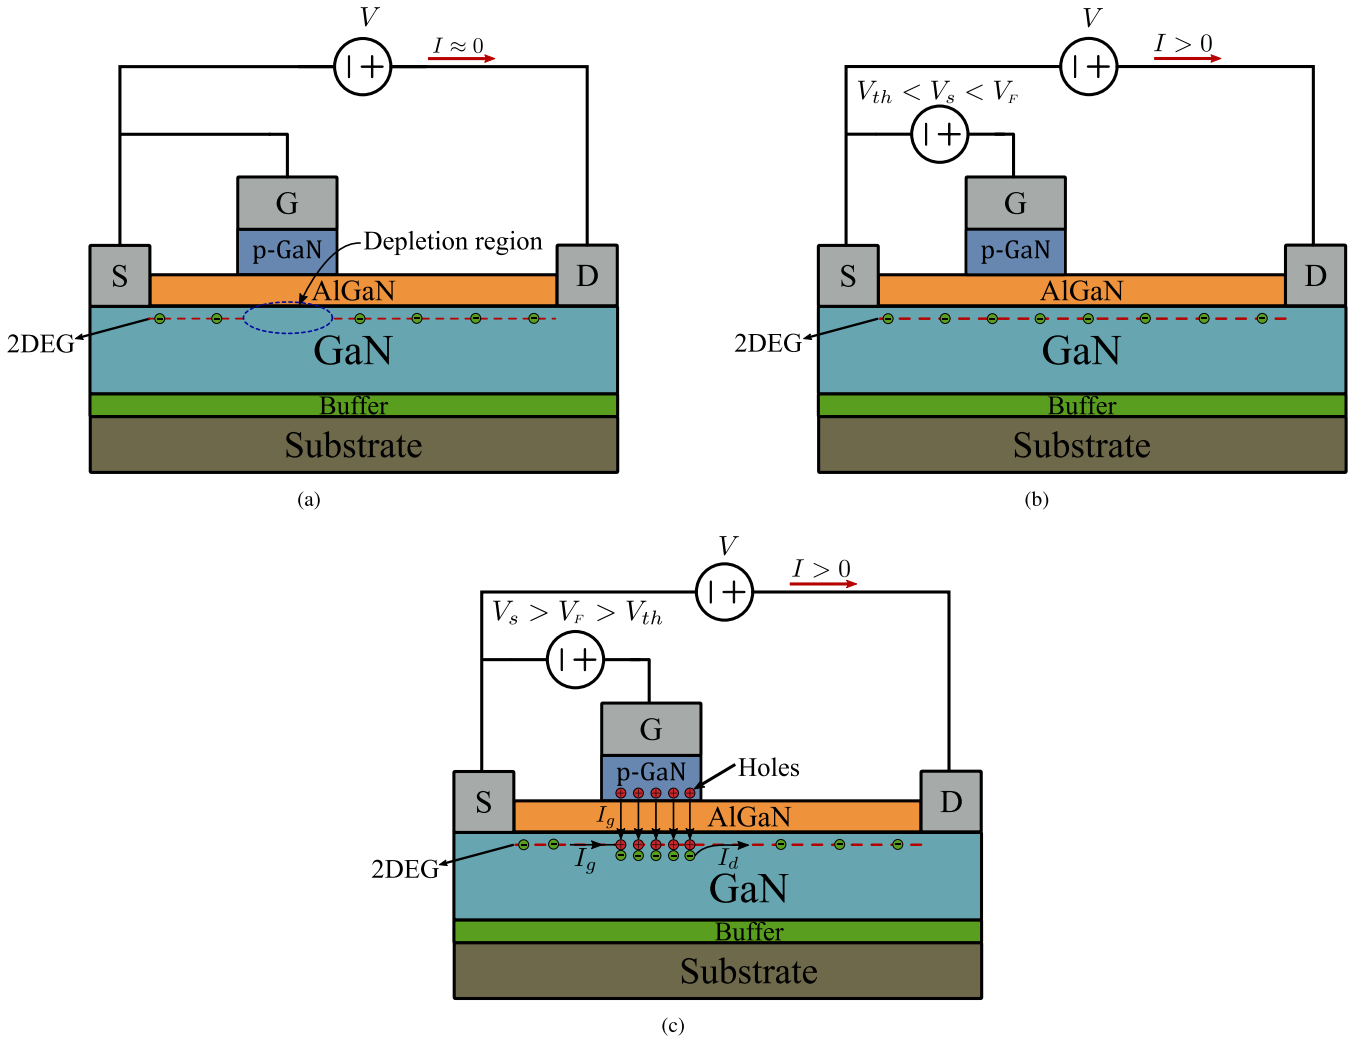 V
I ≈ 0
G
p-GaN
Depletion region
S
D
AlGaN
2DEG
GaN
Buffer
Substrate
(a)
V
I > 0
V_th < V_s < V_F
G
p-GaN
S
D
AlGaN
2DEG
GaN
Buffer
Substrate
(b)
V
I > 0
V_s > V_F > V_th
G
p-GaN
Holes
S
D
I_g
AlGaN
2DEG
I_g
I_d
GaN
Buffer
Substrate
(c)